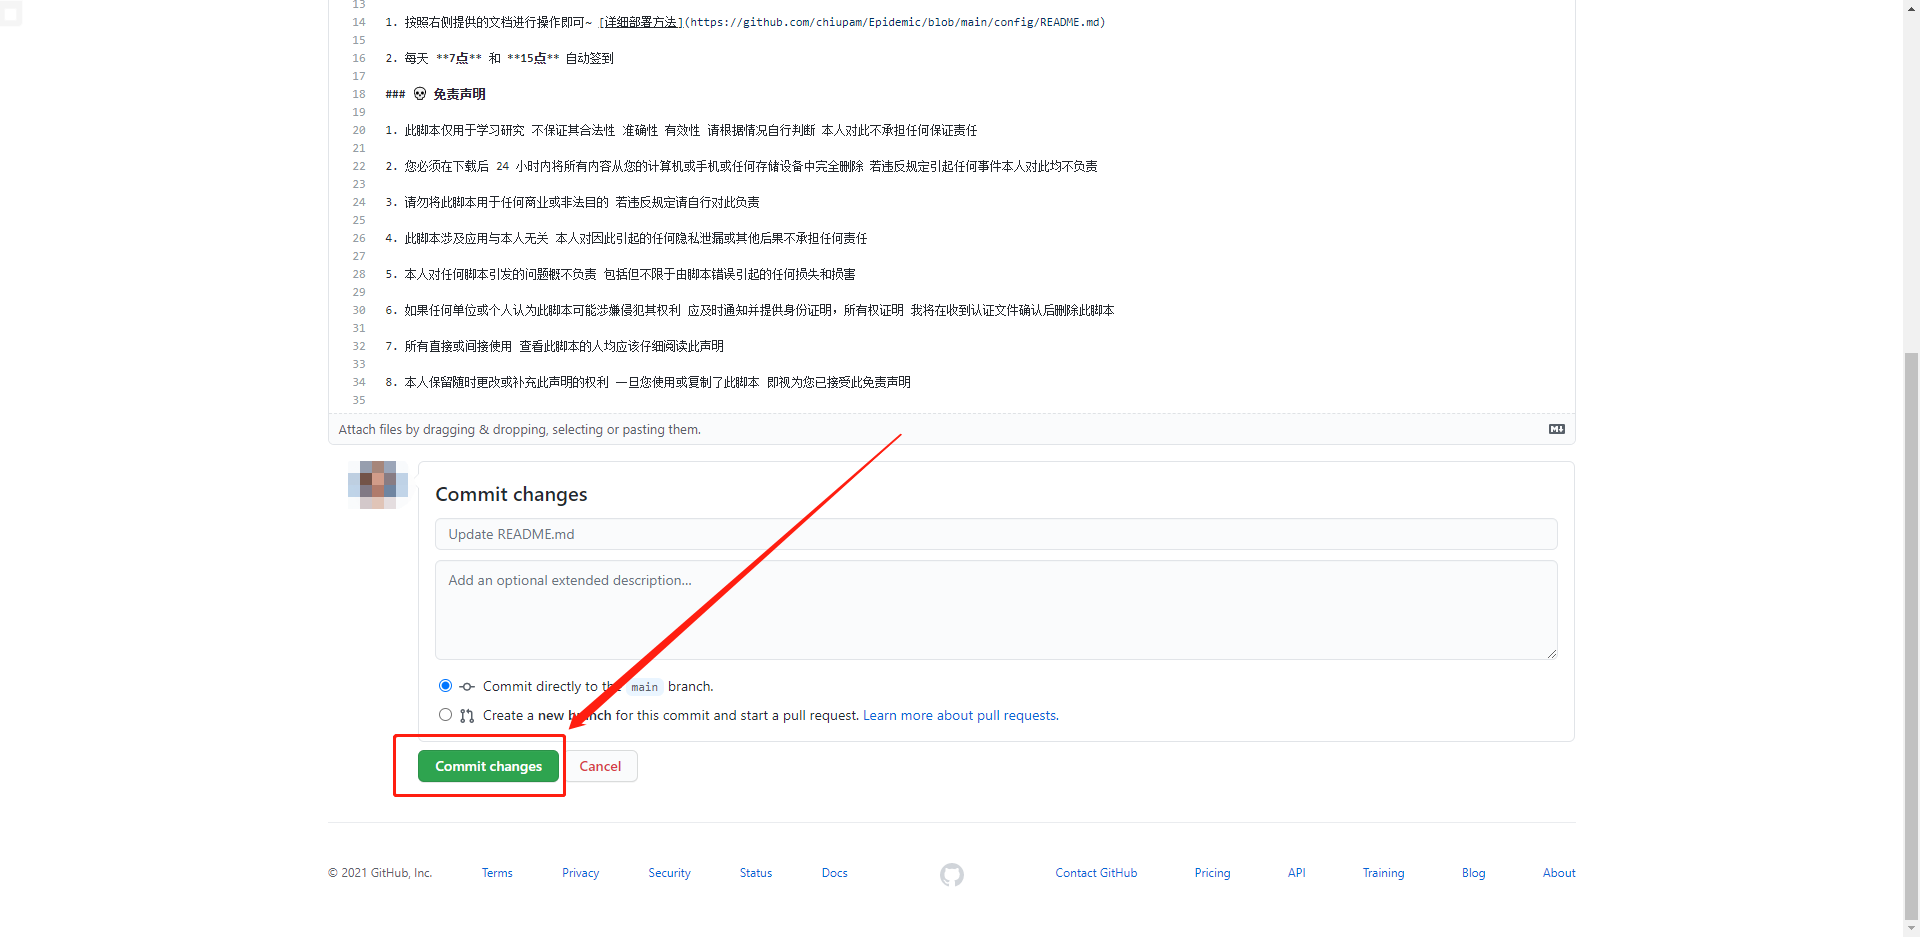 13
14 1. 按照右侧提供的文档进行操作即可~ [详细部署方法](https://github.com/chiupam/Epidemic/blob/main/config/README.md)
15
16 2. 每天 **7点** 和 **15点** 自动签到
17
18 ### 💀 免责声明
19
20 1. 此脚本仅用于学习研究 不保证其合法性 准确性 有效性 请根据情况自行判断 本人对此不承担任何保证责任
21
22 2. 您必须在下载后 24 小时内将所有内容从您的计算机或手机或任何存储设备中完全删除 若违反规定引起任何事件本人对此均不负责
23
24 3. 请勿将此脚本用于任何商业或非法目的 若违反规定请自行对此负责
25
26 4. 此脚本涉及应用与本人无关 本人对因此引起的任何隐私泄漏或其他后果不承担任何责任
27
28 5. 本人对任何脚本引发的问题概不负责 包括但不限于由脚本错误引起的任何损失和损害
29
30 6. 如果任何单位或个人认为此脚本可能涉嫌侵犯其权利 应及时通知并提供身份证明，所有权证明 我将在收到认证文件确认后删除此脚本
31
32 7. 所有直接或间接使用 查看此脚本的人均应该仔细阅读此声明
33
34 8. 本人保留随时更改或补充此声明的权利 一旦您使用或复制了此脚本 即视为您已接受此免责声明
35
Attach files by dragging & dropping, selecting or pasting them.
Commit changes
Update README.md
Add an optional extended description...
Commit directly to the main branch.
Create a new branch for this commit and start a pull request. Learn more about pull requests.
Commit changes Cancel
© 2021 GitHub, Inc. Terms Privacy Security Status Docs Contact GitHub Pricing API Training Blog About